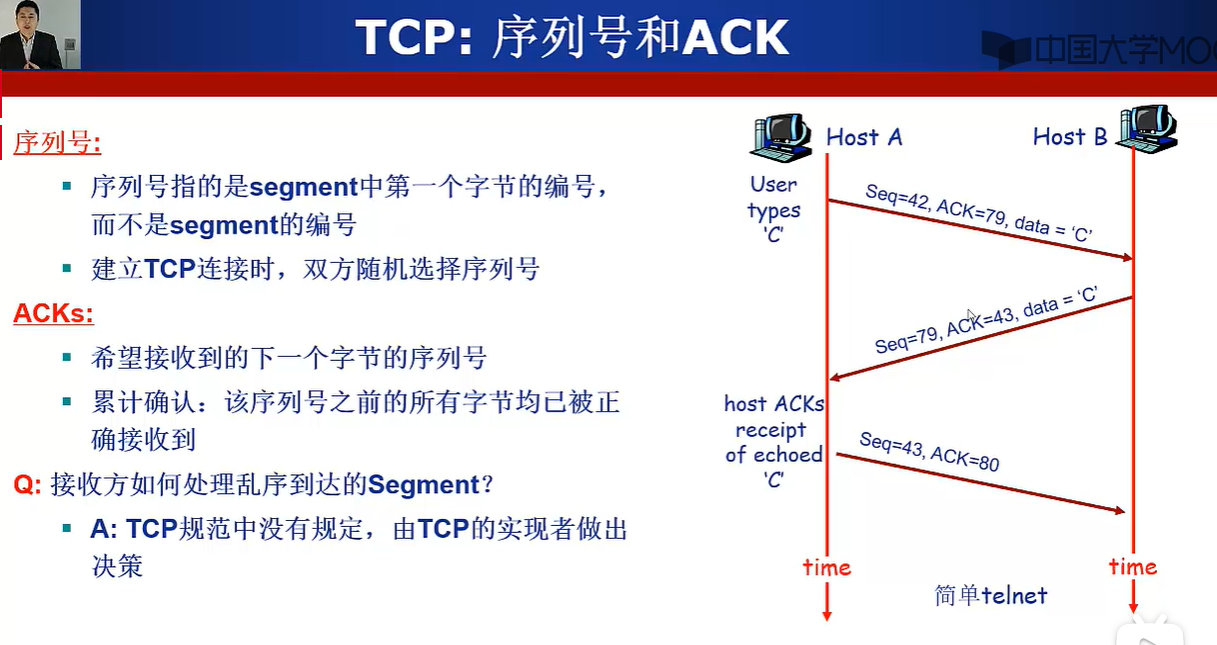 TCP: 序列号和ACK
中国大学MOO
序列号:
序列号指的是segment中第一个字节的编号，
而不是segment的编号
建立TCP连接时，双方随机选择序列号
ACKs:
希望接收到的下一个字节的序列号
累计确认：该序列号之前的所有字节均已被正
确接收到
Q: 接收方如何处理乱序到达的Segment？
A: TCP规范中没有规定，由TCP的实现者做出
决策
Host A
Host B
User
types
‘C’
Seq=42, ACK=79, data = ‘C’
Seq=79, ACK=43, data = ‘C’
host ACKs
receipt
of echoed
‘C’
Seq=43, ACK=80
time
time
简单telnet